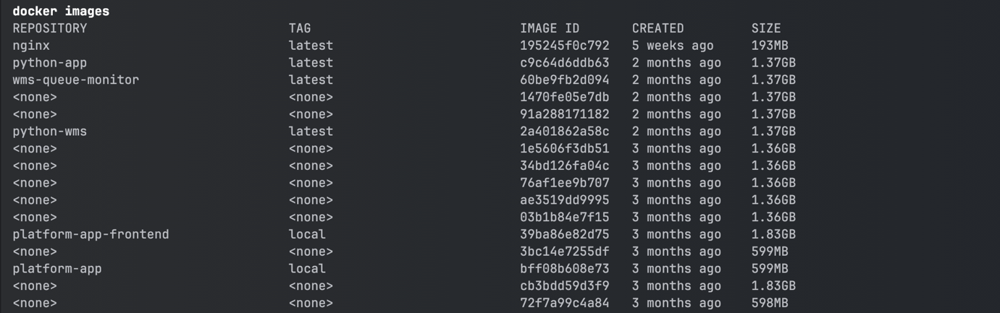 docker images
REPOSITORY TAG IMAGE ID CREATED SIZE
nginx latest 195245f0c792 5 weeks ago 193MB
python-app latest c9c64d6ddb63 2 months ago 1.37GB
wms-queue-monitor latest 60be9fb2d094 2 months ago 1.37GB
<none> <none> 1470fe05e7db 2 months ago 1.37GB
<none> <none> 91a288171182 2 months ago 1.37GB
python-wms latest 2a401862a58c 2 months ago 1.37GB
<none> <none> 1e5606f3db51 3 months ago 1.36GB
<none> <none> 34bd126fa04c 3 months ago 1.36GB
<none> <none> 76af1ee9b707 3 months ago 1.36GB
<none> <none> ae3519dd9995 3 months ago 1.36GB
<none> <none> 03b1b84e7f15 3 months ago 1.36GB
platform-app-frontend local 39ba86e82d75 3 months ago 1.83GB
<none> <none> 3bc14e7255df 3 months ago 599MB
platform-app local bff08b608e73 3 months ago 599MB
<none> <none> cb3bdd59d3f9 3 months ago 1.83GB
<none> <none> 72f7a99c4a84 3 months ago 598MB